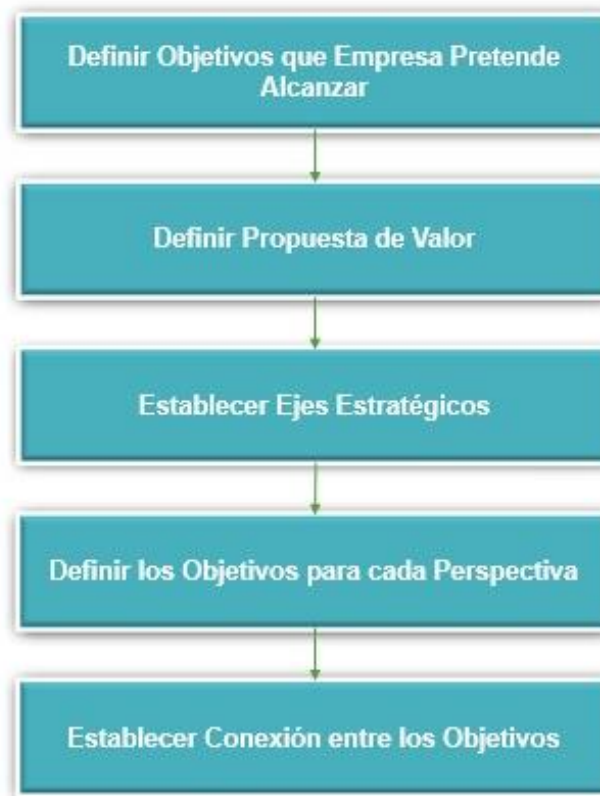 Definir Objetivos que Empresa Pretende
Alcanzar
Definir Propuesta de Valor
Establecer Ejes Estratégicos
Definir los Objetivos para cada Perspectiva
Establecer Conexión entre los Objetivos